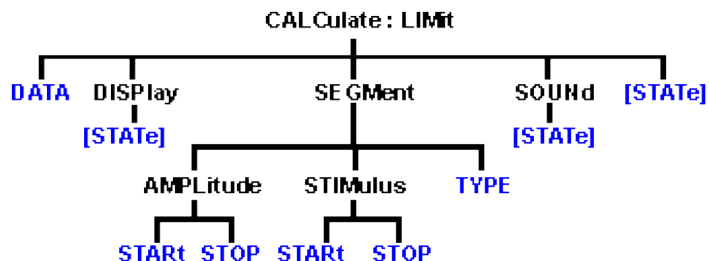 CALCulate: LIMit
DATA DISPlay SEGMent SOUNd [STATe]
[STATe] [STATe]
AMPLitude STIMulus TYPE
STARt STOP STARt STOP